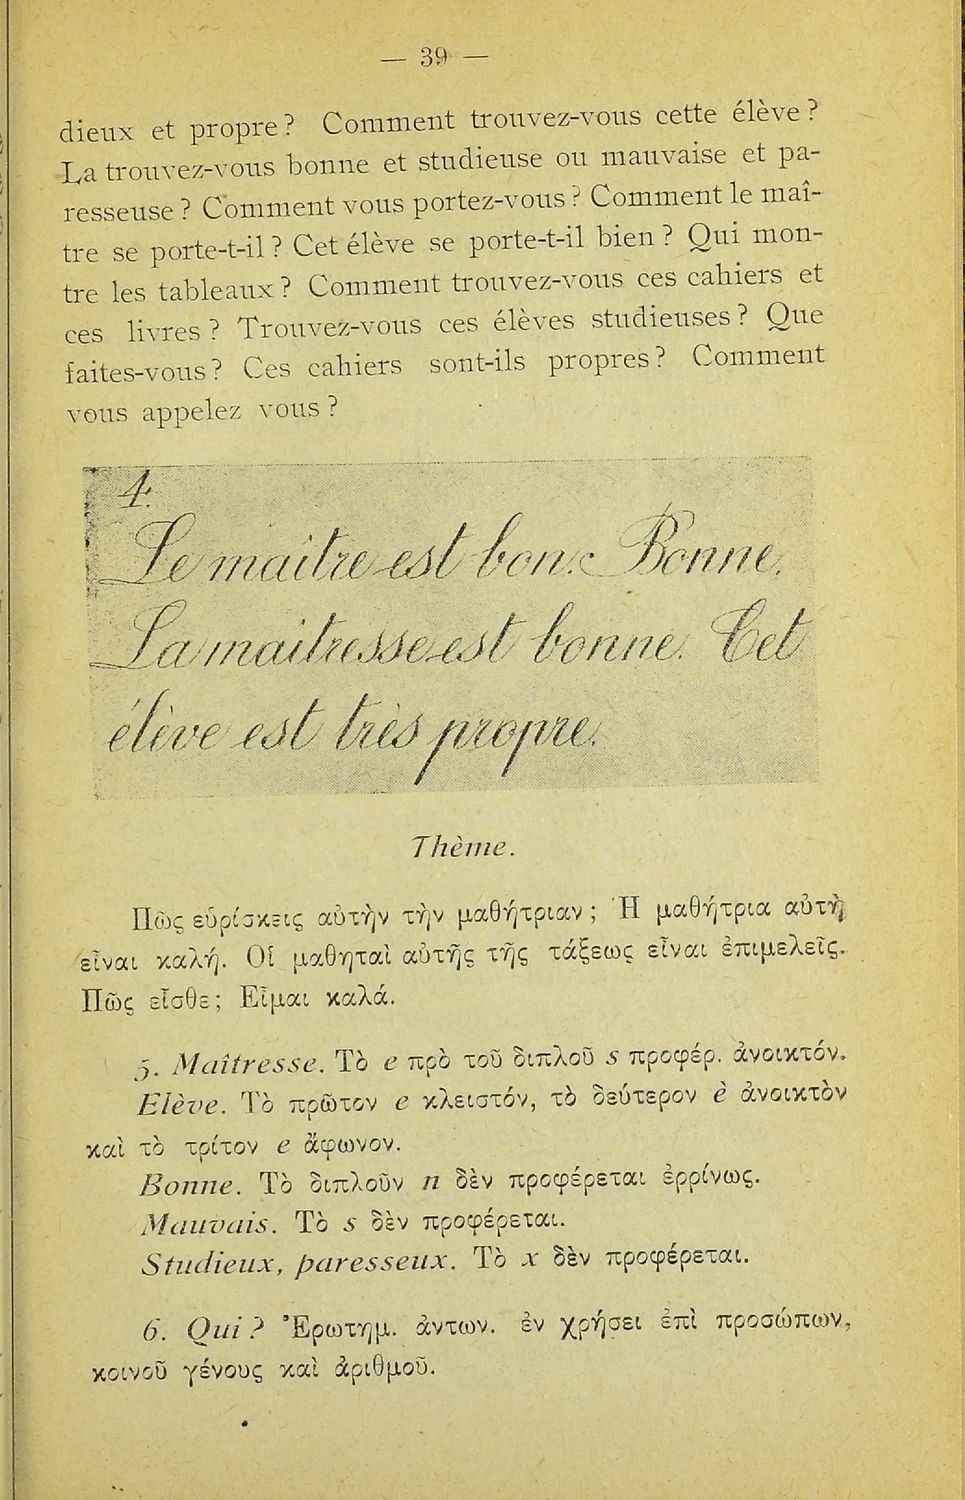 — 39 —
dieux et propre? Comment trouvez-vous cette élève?
La trouvez-vous bonne et studieuse ou mauvaise et pa-
resseuse? Comment vous portez-vous? Comment le maî-
tre se porte-t-il? Cet élève se porte-t-il bien? Qui mon-
tre les tableaux? Comment trouvez-vous ces cahiers et
ces livres? Trouvez-vous ces élèves studieuses? Que
faites-vous? Ces cahiers sont-ils propres? Comment
vous appelez vous?
4.
Le maître est bon. Bonne.
La maitresse est bonne. Cet
élève est très propre.
Thème.
Πῶς εὑρίσκεις αὐτὴν τὴν μαθήτριαν; Ἡ μαθήτρια αὐτὴ
εἶναι καλή. Οἱ μαθηταὶ αὐτῆς τῆς τάξεως εἶναι ἐπιμελεῖς.
Πῶς εἶσθε; Εἶμαι καλά.
5. Maîtresse. Τὸ e πρὸ τοῦ διπλοῦ s προφέρ. ἀνοικτόν.
Elève. Τὸ πρῶτον e κλειστόν, τὸ δεύτερον è ἀνοικτὸν
καὶ τὸ τρίτον e ἄφωνον.
Bonne. Τὸ διπλοῦν n δὲν προφέρεται ἐρρίνως.
Mauvais. Τὸ s δὲν προφέρεται.
Studieux, paresseux. Τὸ x δὲν προφέρεται.
6. Qui? Ἐρωτημ. ἀντων. ἐν χρήσει ἐπὶ προσώπων,
κοινοῦ γένους καὶ ἀριθμοῦ.